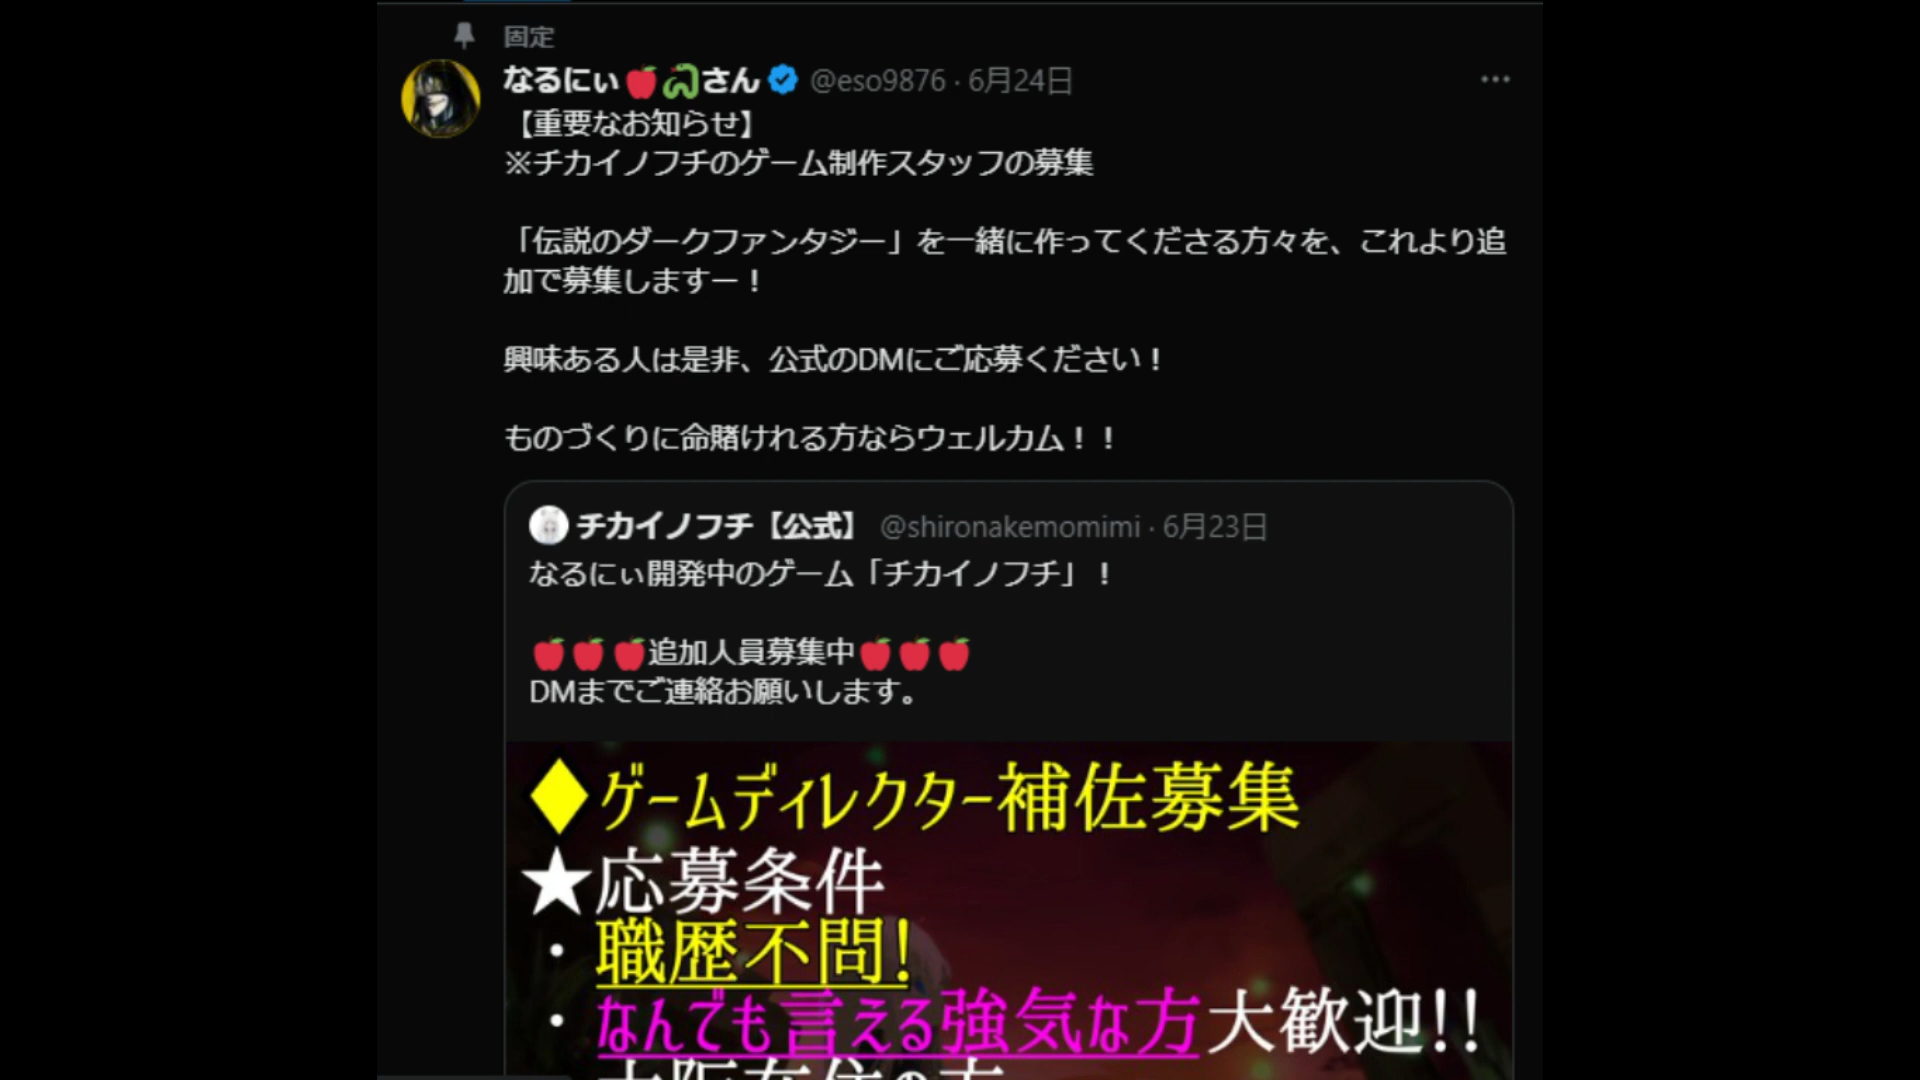 固定
なるにぃ🍎🐍さん @eso9876 · 6月24日
【重要なお知らせ】
※チカイノフチのゲーム制作スタッフの募集
「伝説のダークファンタジー」を一緒に作ってくださる方々を、これより追
加で募集しますー！
興味ある人は是非、公式のDMにご応募ください！
ものづくりに命賭けれる方ならウェルカム！！
チカイノフチ【公式】 @shironakemomimi · 6月23日
なるにぃ開発中のゲーム「チカイノフチ」！
🍎🍎🍎追加人員募集中🍎🍎🍎
DMまでご連絡お願いします。
♦ゲームディレクター補佐募集
★応募条件
・職歴不問!
・なんでも言える強気な方大歓迎!!